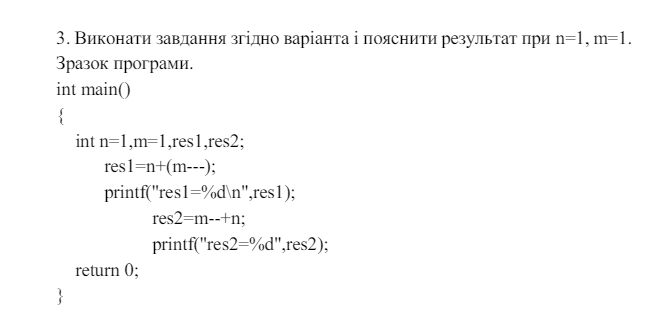 3. Виконати завдання згідно варіанта і пояснити результат при n=1, m=1.
Зразок програми.
int main()
{
int n=1,m=1,res1,res2;
res1=n+(m---);
printf("res1=%d\n",res1);
res2=m--+n;
printf("res2=%d",res2);
return 0;
}